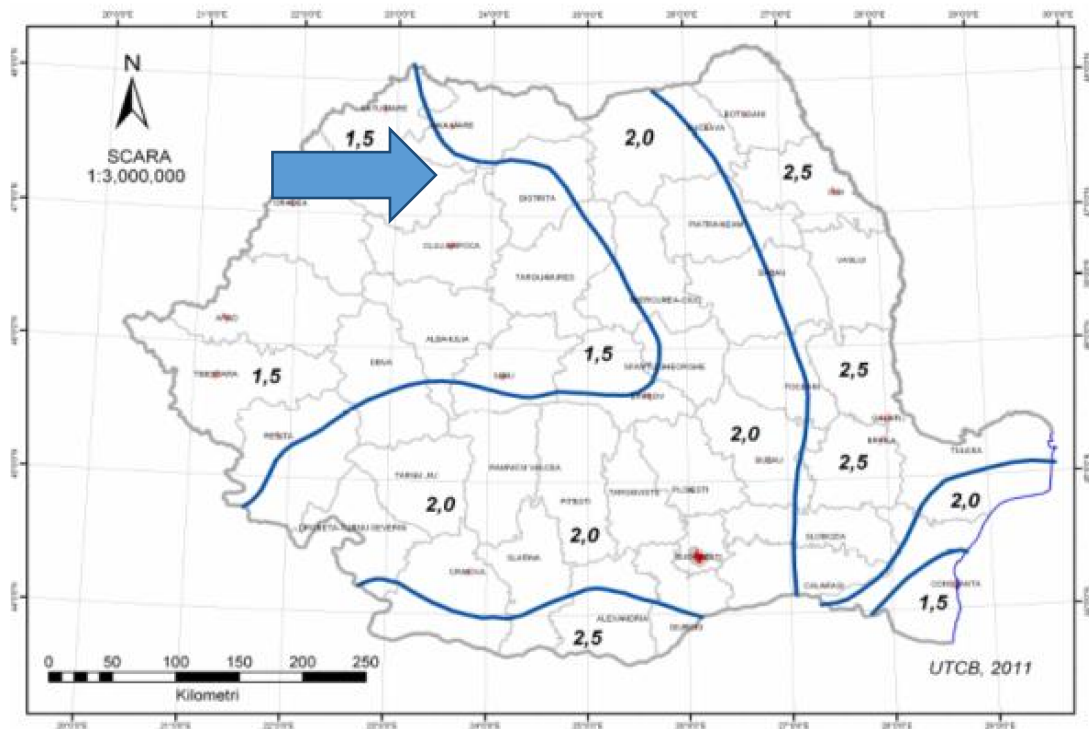 N
SCARA
1:3,000,000
BOTOSANI
BAIA MARE
1,5
2,0
2,5
BISTRITA
PIATRA NEAMT
CLUJ-NAPOCA
VASLUI
BACAU
TARGU MURES
MIERCUREA-CIUC
ARAD
ALBA IULIA
DEVA
1,5
SFANTU GHEORGHE
TIMISOARA
1,5
SIBIU
BRASOV
2,5
FOCSANI
GALATI
RESITA
2,0
BRAILA
TULCEA
BUZAU
2,5
TARGU JIU
RAMNICU VALCEA
PITESTI
TARGOVISTE
PLOIESTI
2,0
2,0
2,0
DROBETA-TURNU SEVERIN
SLOBOZIA
SLATINA
CALARASI
CONSTANTA
1,5
ALEXANDRIA
GIURGIU
2,5
0 50 100 150 200 250
Kilometri
UTCB, 2011